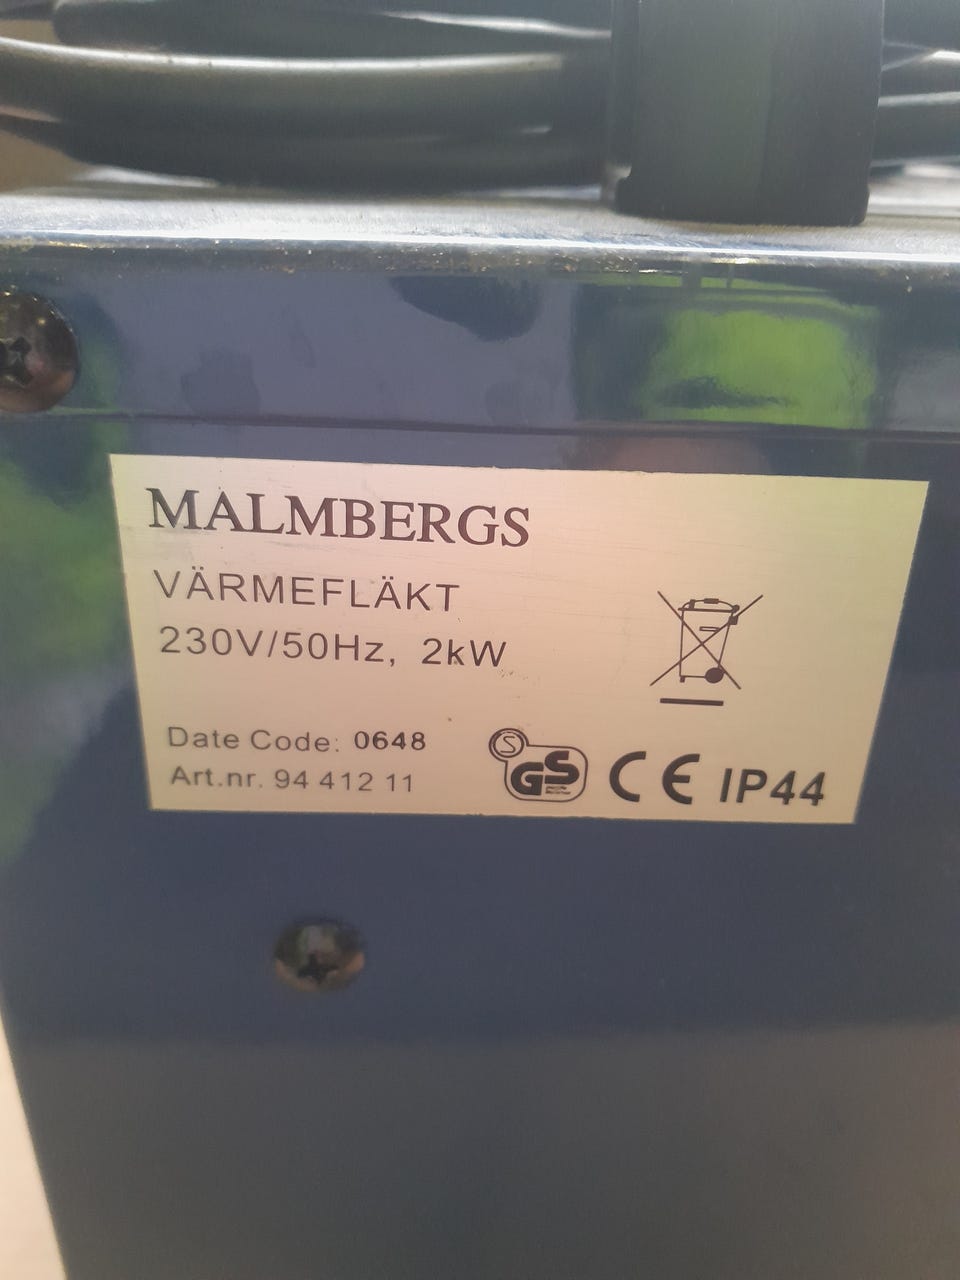 MALMBERGS
VÄRMEFLÄKT
230V/50Hz, 2kW
Date Code: 0648
Art.nr. 94 412 11
S
GS
CE IP44